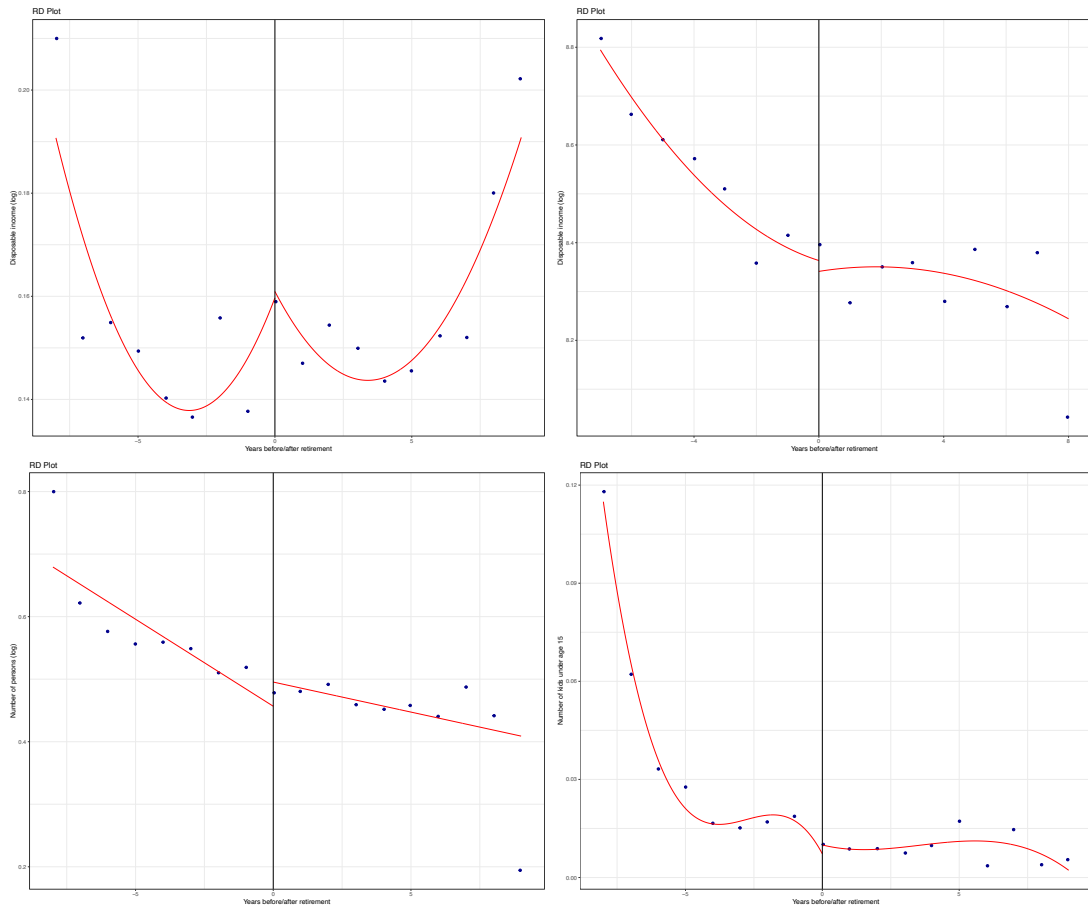 RD Plot
0.20
0.18
0.16
0.14
Disposable income (log)
−5
0
5
Years before/after retirement
RD Plot
8.8
8.6
8.4
8.2
Disposable income (log)
−4
0
4
8
Years before/after retirement
RD Plot
0.8
0.6
0.4
0.2
Number of persons (log)
−5
0
5
Years before/after retirement
RD Plot
0.12
0.09
0.06
0.03
0.00
Number of kids under age 15
−5
0
5
Years before/after retirement